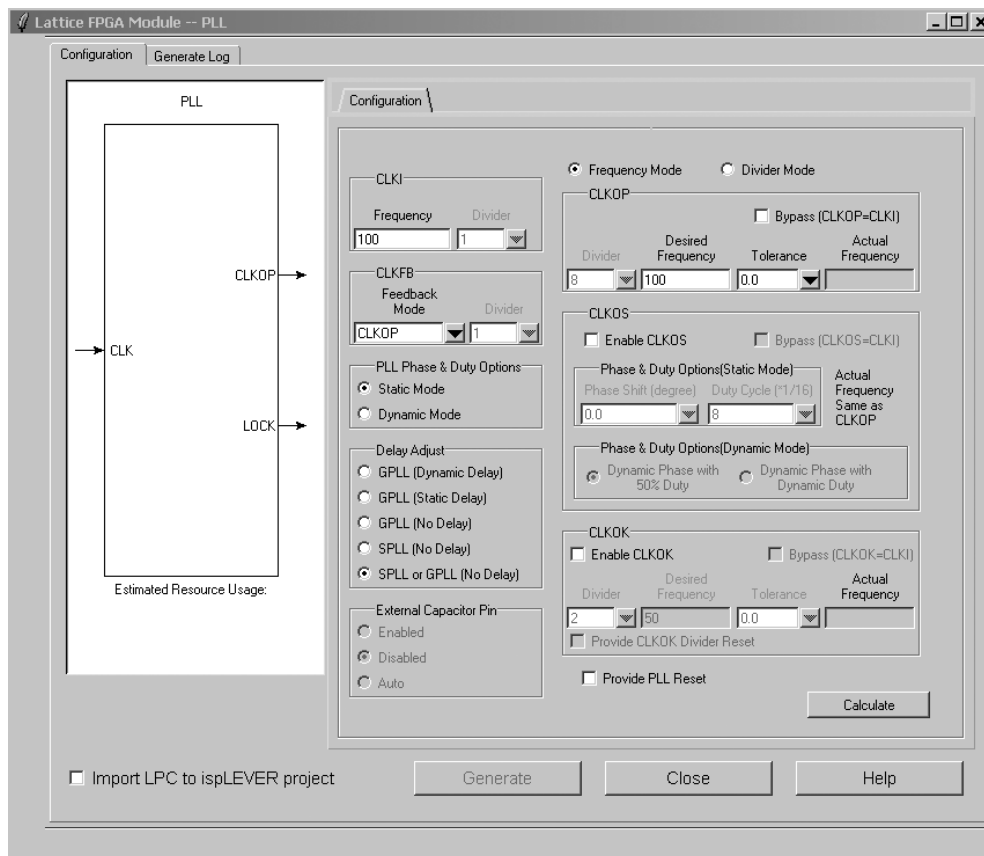 Lattice FPGA Module -- PLL
Configuration
Generate Log
PLL
CLK
CLKOP
LOCK
Estimated Resource Usage:
Configuration
CLKI
Frequency Divider
100 1
CLKFB
Feedback
Mode
Divider
CLKOP 1
PLL Phase & Duty Options
Static Mode
Dynamic Mode
Delay Adjust
GPLL (Dynamic Delay)
GPLL (Static Delay)
GPLL (No Delay)
SPLL (No Delay)
SPLL or GPLL (No Delay)
External Capacitor Pin
Enabled
Disabled
Auto
Frequency Mode Divider Mode
CLKOP
Bypass (CLKOP=CLKI)
Divider
Desired
Frequency
Tolerance
Actual
Frequency
8 100 0.0
CLKOS
Enable CLKOS Bypass (CLKOS=CLKI)
Phase & Duty Options(Static Mode)
Phase Shift (degree) Duty Cycle (*1/16)
0.0 8
Actual
Frequency
Same as
CLKOP
Phase & Duty Options(Dynamic Mode)
Dynamic Phase with
50% Duty
Dynamic Phase with
Dynamic Duty
CLKOK
Enable CLKOK Bypass (CLKOK=CLKI)
Divider
Desired
Frequency
Tolerance
Actual
Frequency
2 50 0.0
Provide CLKOK Divider Reset
Provide PLL Reset
Calculate
Import LPC to ispLEVER project
Generate Close Help